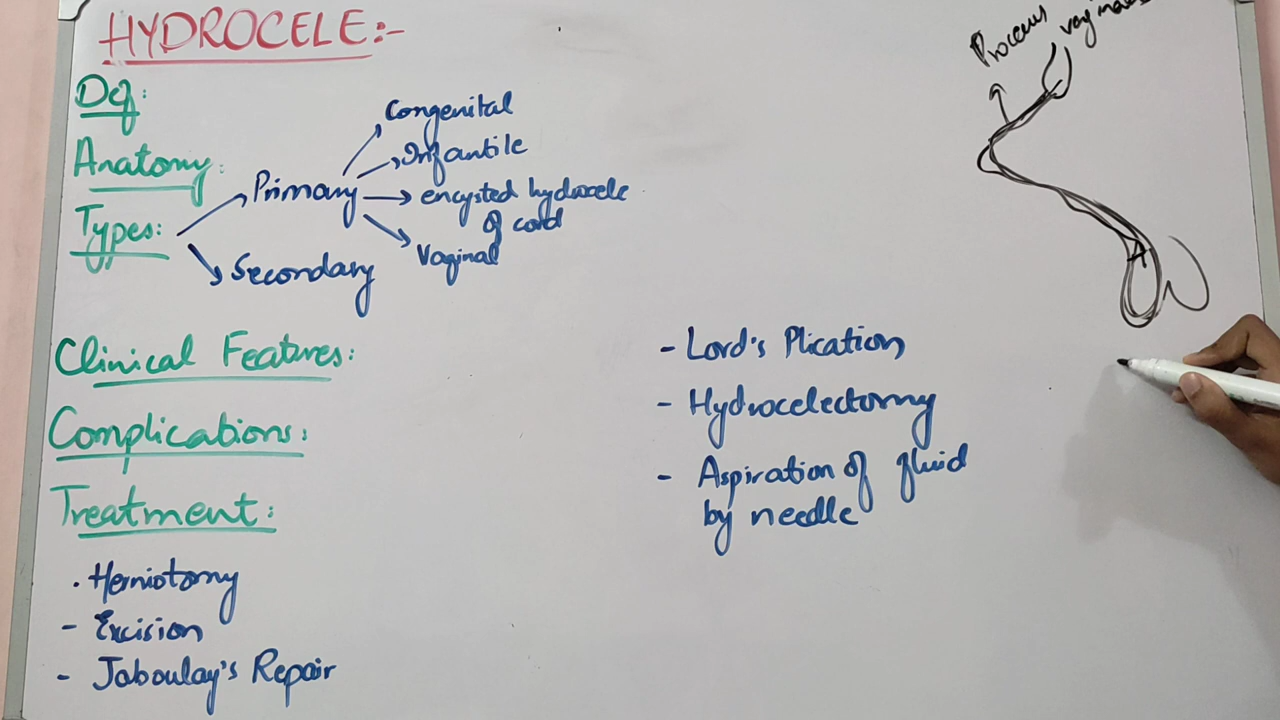 HYDROCELE:-
Def:
Anatomy:
Types:
Primary
Congenital
Infantile
encysted hydrocele
of cord
Vaginal
Secondary
Clinical Features:
Complications:
Treatment:
. Herniotomy
- Excision
- Jaboulay's Repair
- Lord's Plication
- Hydrocelectomy
- Aspiration of fluid
by needle
Processus